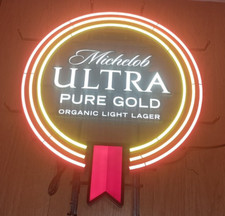 Michelob
ULTRA
PURE GOLD
ORGANIC LIGHT LAGER